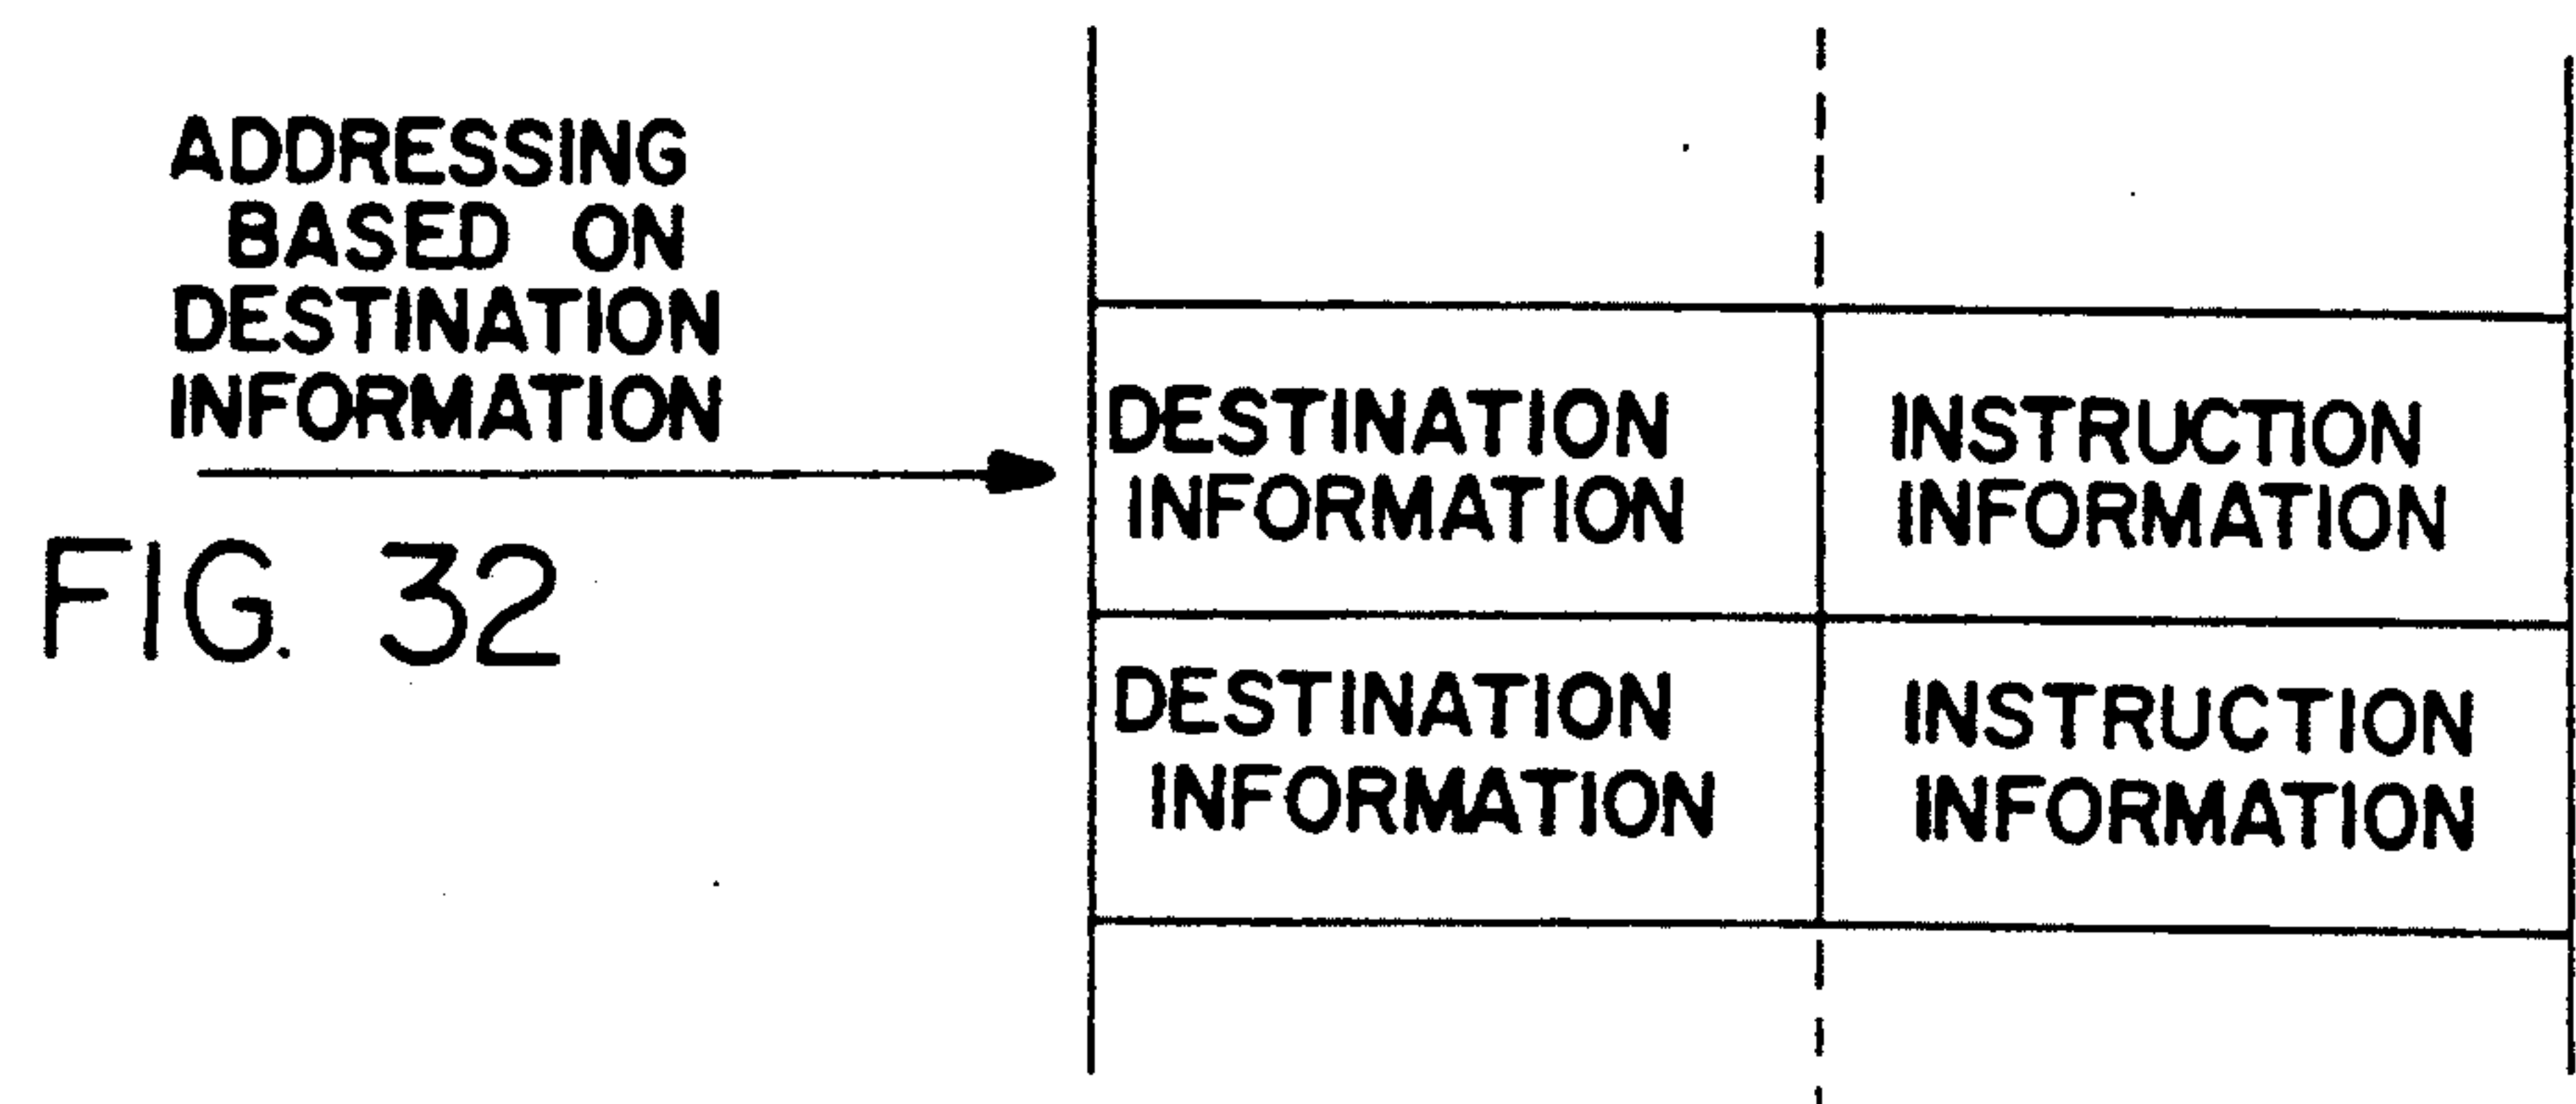 ADDRESSING
BASED ON
DESTINATION
INFORMATION
FIG. 32
DESTINATION
INFORMATION
INSTRUCTION
INFORMATION
DESTINATION
INFORMATION
INSTRUCTION
INFORMATION